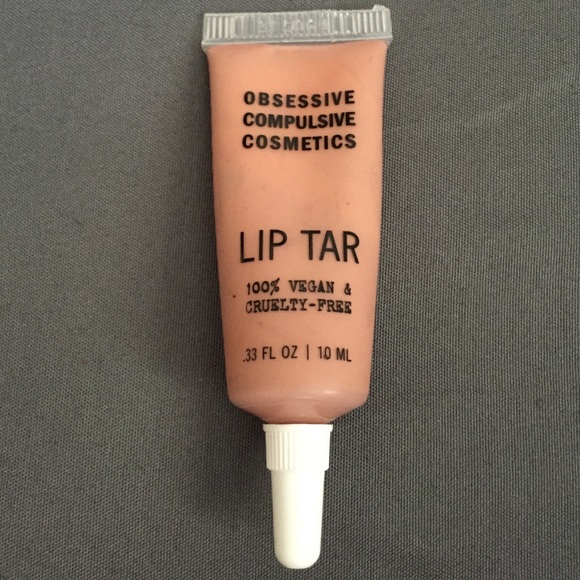 OBSESSIVE
COMPULSIVE
COSMETICS
LIP TAR
100% VEGAN &
CRUELTY-FREE
.33 FL OZ | 10 ML